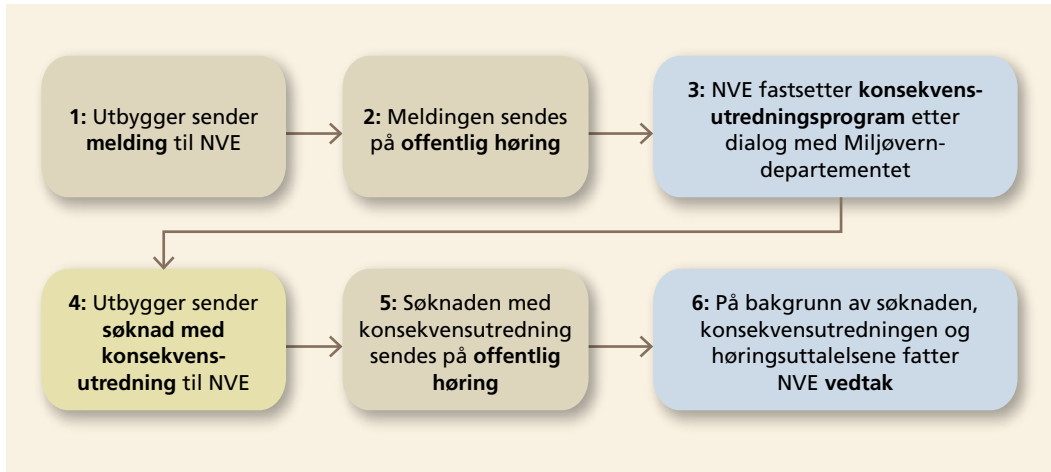 1: Utbygger sender
melding til NVE
2: Meldingen sendes
på offentlig høring
3: NVE fastsetter konsekvens-
utredningsprogram etter
dialog med Miljøvern-
departementet
4: Utbygger sender
søknad med
konsekvens-
utredning til NVE
5: Søknaden med
konsekvensutredning
sendes på offentlig
høring
6: På bakgrunn av søknaden,
konsekvensutredningen og
høringsuttalelsene fatter
NVE vedtak